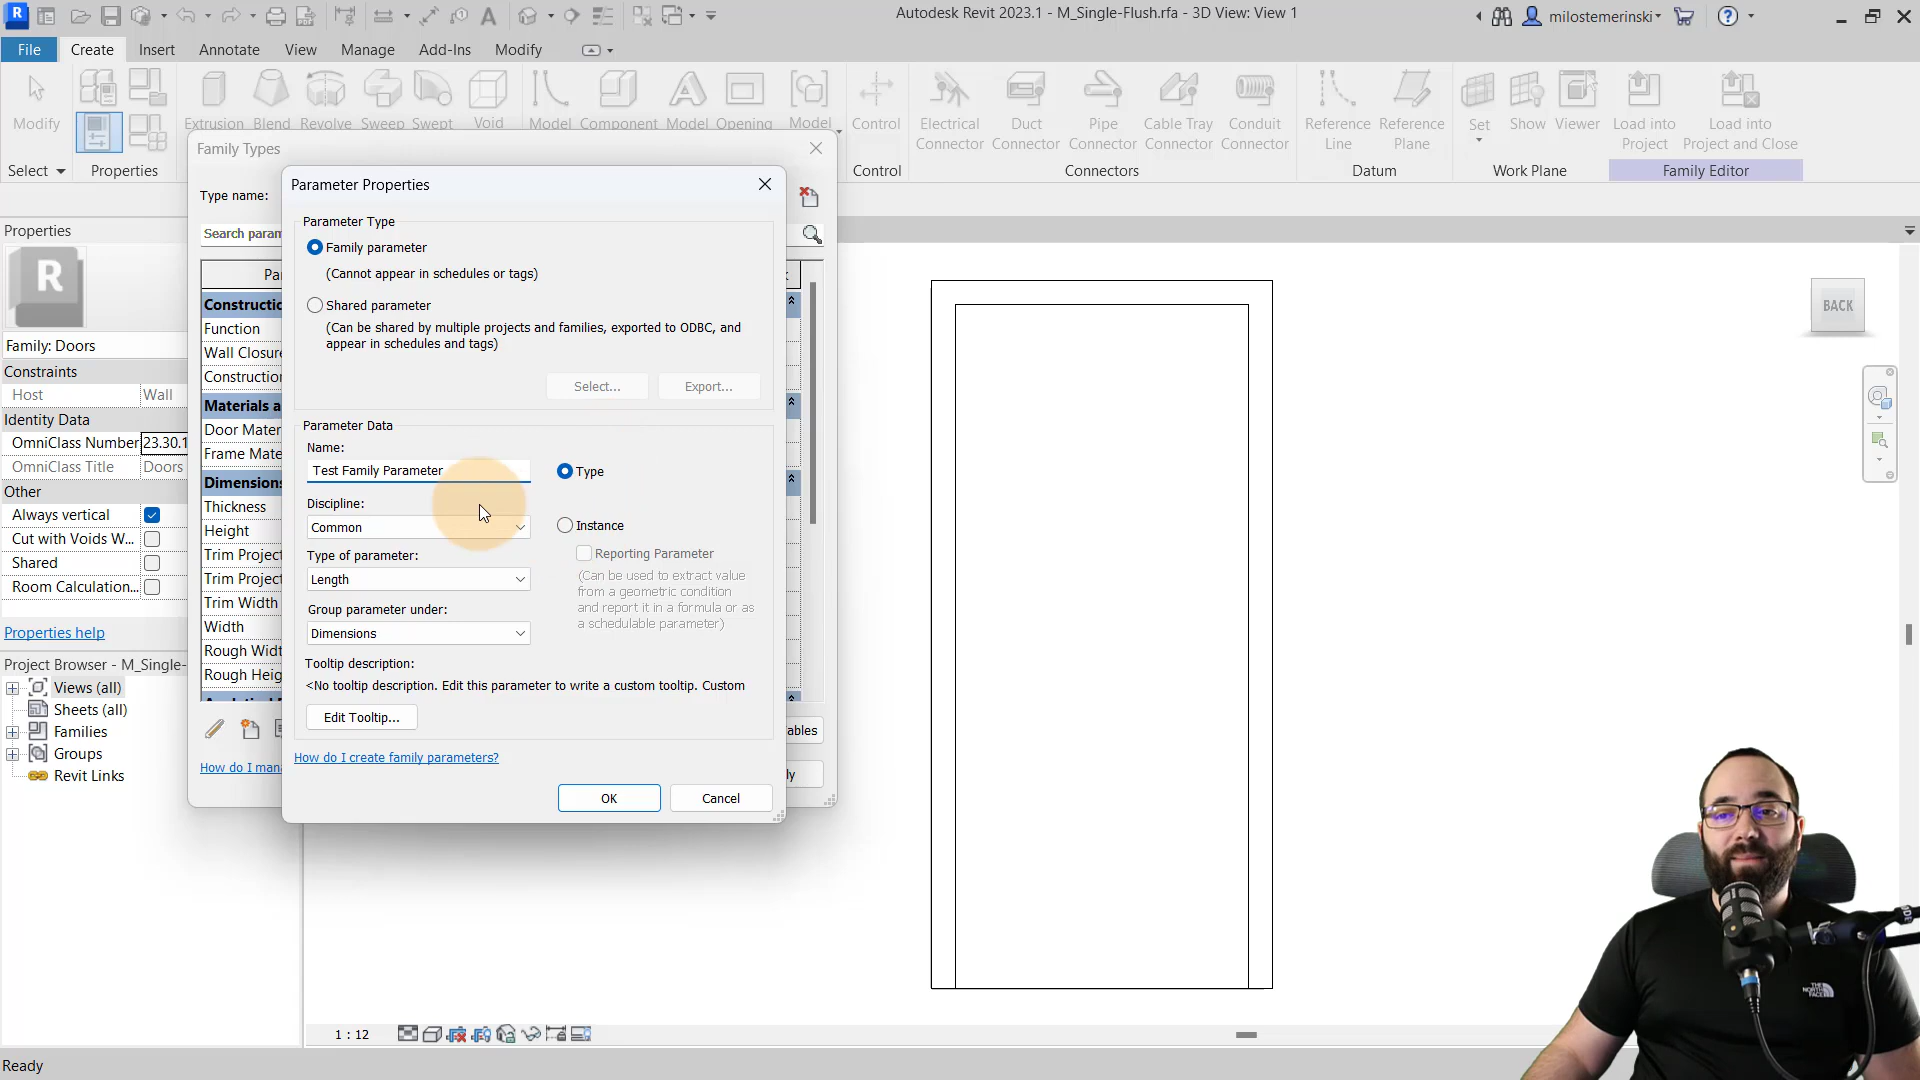 Autodesk Revit 2023.1 - M_Single-Flush.rfa - 3D View: View 1
milostemerinski
File
Create
Insert
Annotate
View
Manage
Add-Ins
Modify
Modify
Extrusion
Blend
Revolve
Sweep
Swept
Void
Model
Component
Model
Opening
Model
Control
Electrical
Connector
Duct
Connector
Pipe
Connector
Cable Tray
Connector
Conduit
Connector
Reference
Line
Reference
Plane
Set
Show
Viewer
Load into
Project
Load into
Project and Close
Select
Properties
Control
Connectors
Datum
Work Plane
Family Editor
Properties
R
Family: Doors
Constraints
Host Wall
Identity Data
OmniClass Number 23.30.1
OmniClass Title Doors
Other
Always vertical
Cut with Voids W...
Shared
Room Calculation...
Properties help
Project Browser - M_Single-
Views (all)
Sheets (all)
Families
Groups
Revit Links
Family Types
Type name:
Search param
Pa
Constructio
Function
Wall Closure
Construction
Materials a
Door Mater
Frame Mate
Dimensions
Thickness
Height
Trim Project
Trim Project
Trim Width
Width
Rough Widt
Rough Heig
How do I man
ables
ly
Parameter Properties
Parameter Type
Family parameter
(Cannot appear in schedules or tags)
Shared parameter
(Can be shared by multiple projects and families, exported to ODBC, and
appear in schedules and tags)
Select...
Export...
Parameter Data
Name:
Test Family Parameter
Type
Discipline:
Common
Instance
Type of parameter:
Length
Reporting Parameter
(Can be used to extract value
from a geometric condition
and report it in a formula or as
a schedulable parameter)
Group parameter under:
Dimensions
Tooltip description:
<No tooltip description. Edit this parameter to write a custom tooltip. Custom
Edit Tooltip...
How do I create family parameters?
OK
Cancel
BACK
1 : 12
Ready
THE
NORTH
FACE